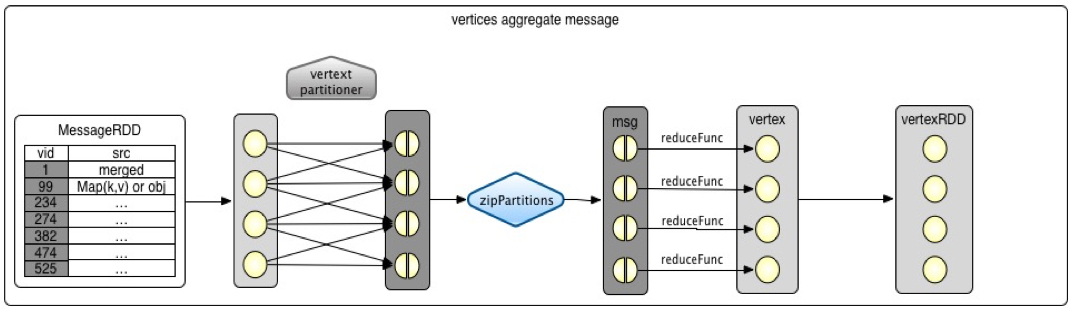 vertices aggregate message
vertext
partitioner
MessageRDD
vid src
1 merged
99 Map(k,v) or obj
234 ...
274 ...
382 ...
474 ...
525 ...
zipPartitions
msg
reduceFunc
reduceFunc
reduceFunc
reduceFunc
vertex
vertexRDD